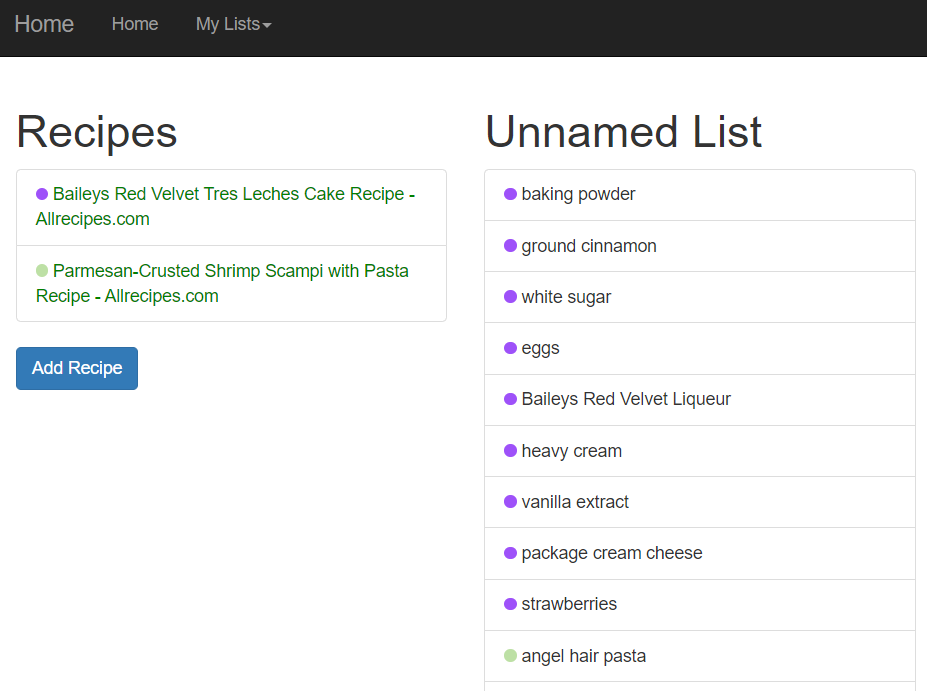 Home Home My Lists
Recipes
Baileys Red Velvet Tres Leches Cake Recipe -
Allrecipes.com
Parmesan-Crusted Shrimp Scampi with Pasta
Recipe - Allrecipes.com
Add Recipe
Unnamed List
baking powder
ground cinnamon
white sugar
eggs
Baileys Red Velvet Liqueur
heavy cream
vanilla extract
package cream cheese
strawberries
angel hair pasta